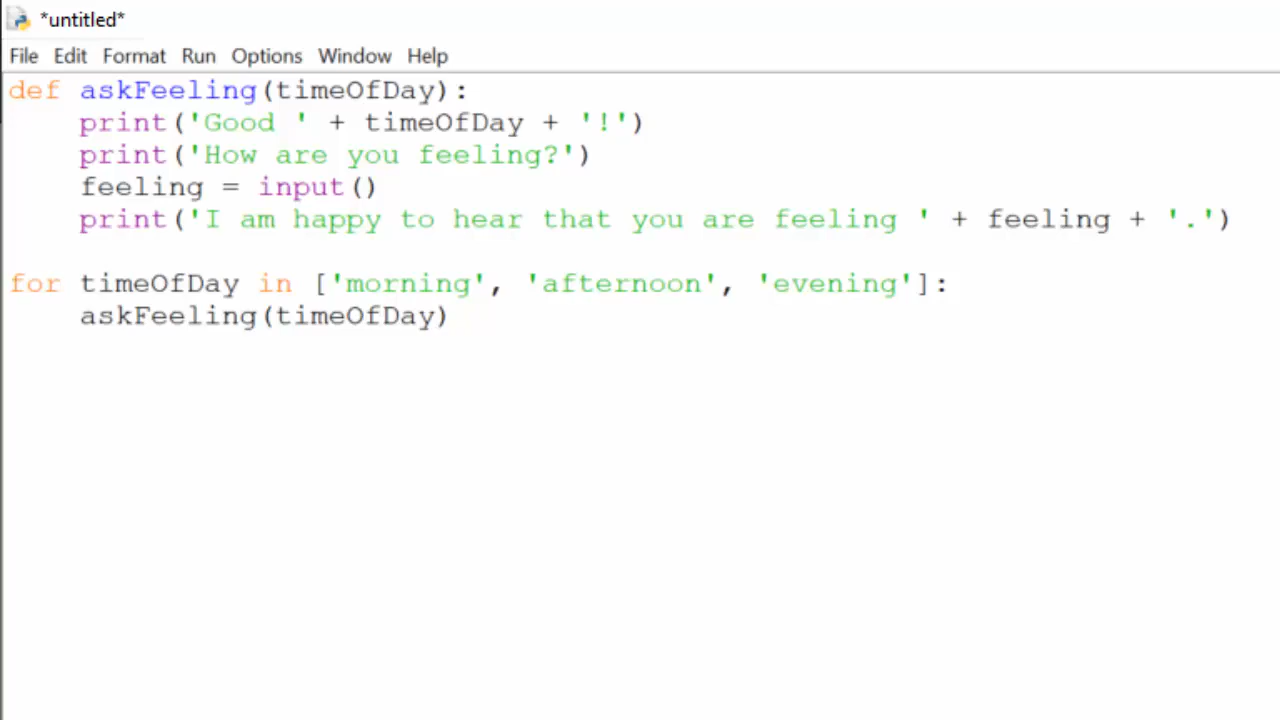 *untitled*
File Edit Format Run Options Window Help
def askFeeling(timeOfDay):
    print('Good ' + timeOfDay + '!')
    print('How are you feeling?')
    feeling = input()
    print('I am happy to hear that you are feeling ' + feeling + '.')

for timeOfDay in ['morning', 'afternoon', 'evening']:
    askFeeling(timeOfDay)